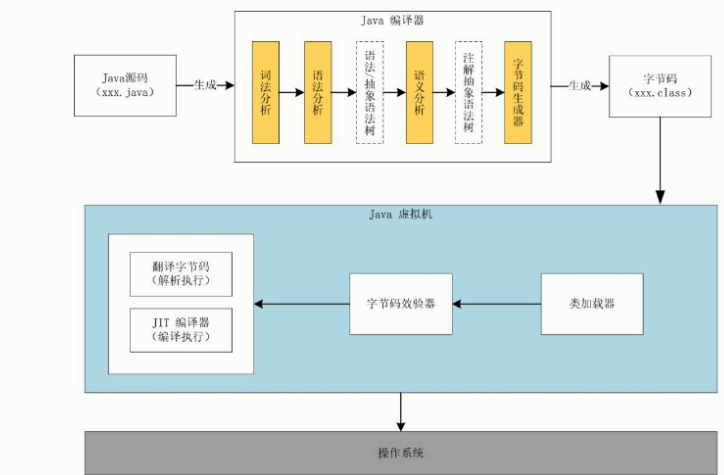 Java 编译器
Java源码
(xxx.java)
生成
词法分析
语法分析
语法/抽象语法树
语义分析
注解抽象语法树
字节码生成器
生成
字节码
(xxx.class)
Java 虚拟机
翻译字节码
(解析执行)
JIT 编译器
(编译执行)
字节码效验器
类加载器
操作系统